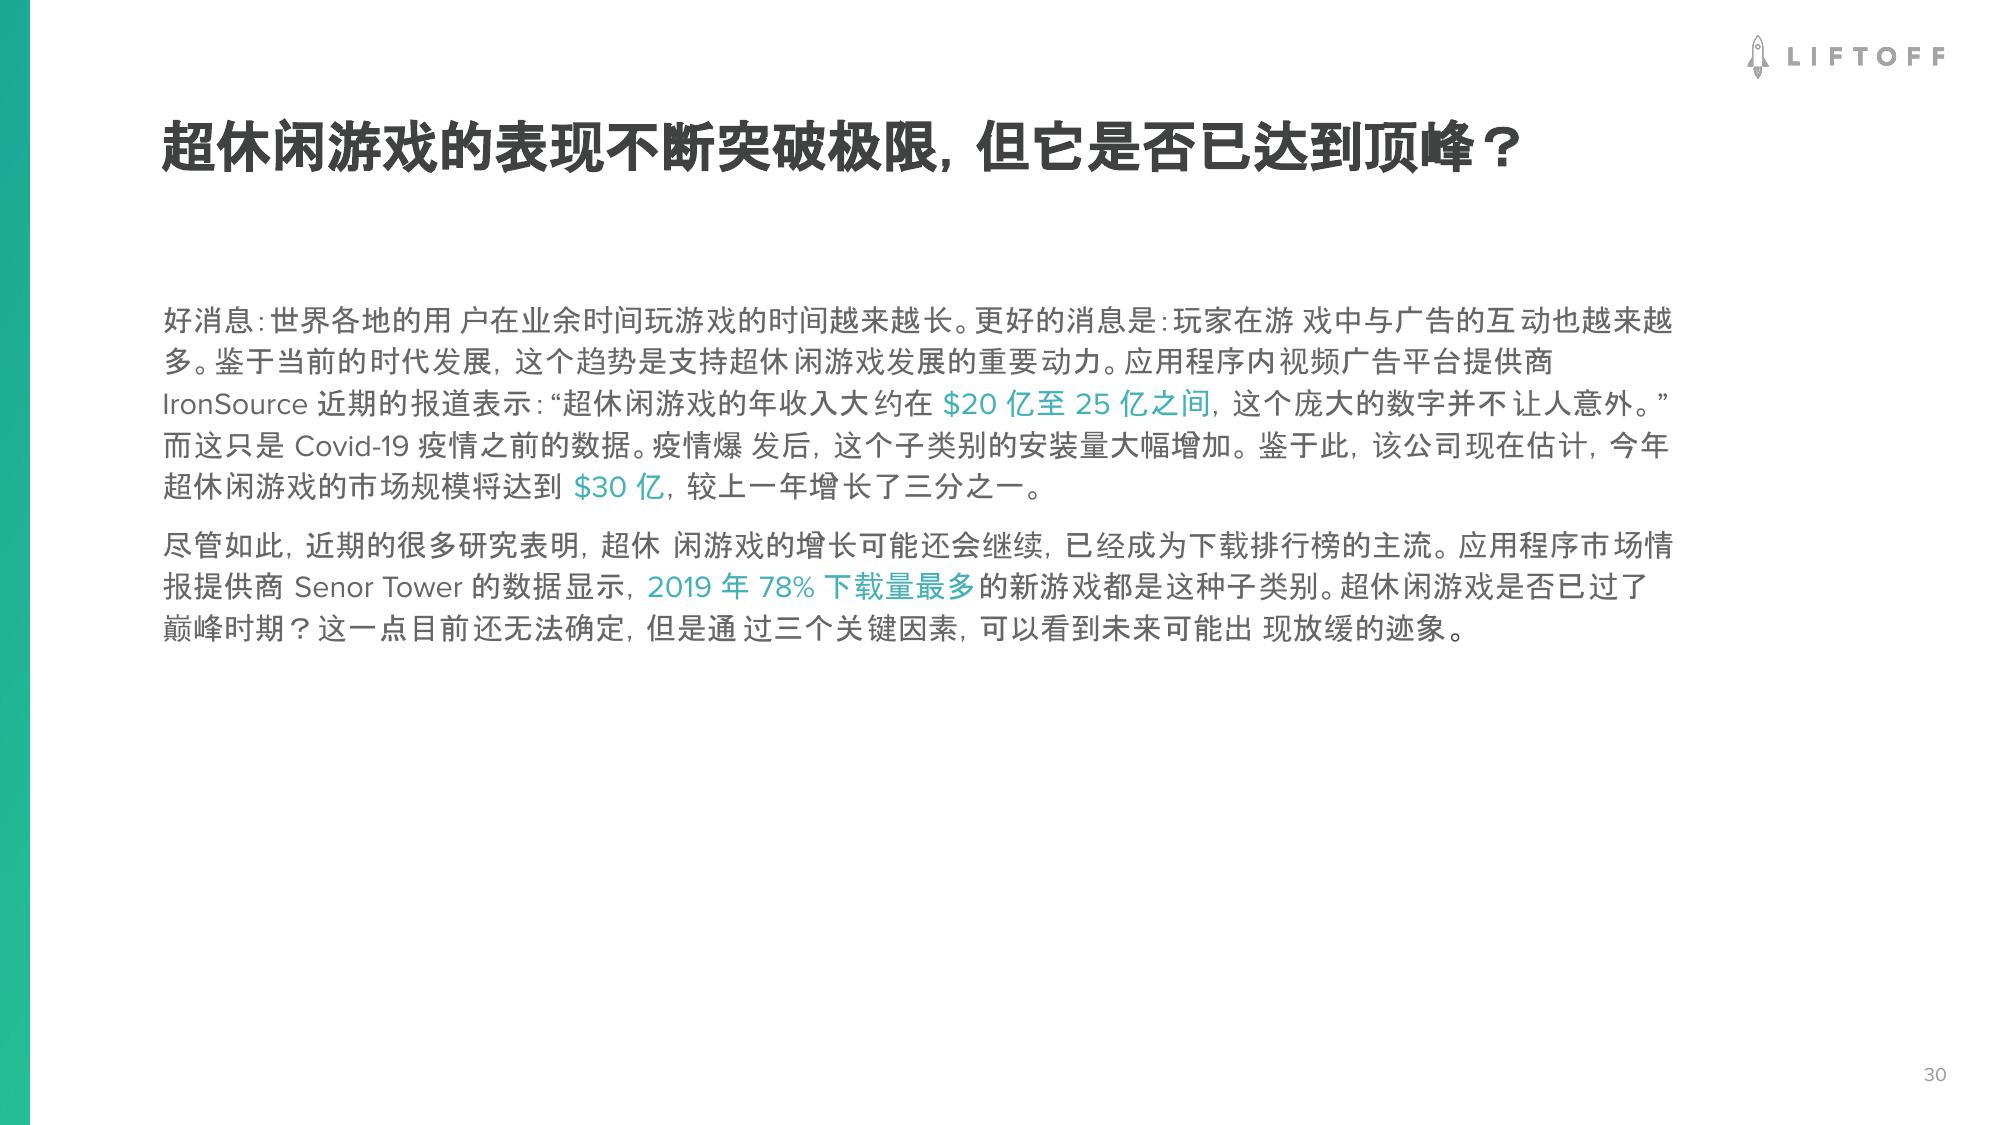 LIFTOFF
超休闲游戏的表现不断突破极限，但它是否已达到顶峰？
好消息：世界各地的用户在业余时间玩游戏的时间越来越长。更好的消息是：玩家在游戏中与广告的互动也越来越
多。鉴于当前的时代发展，这个趋势是支持超休闲游戏发展的重要动力。应用程序内视频广告平台提供商
IronSource 近期的报道表示：“超休闲游戏的年收入大约在 $20 亿至 25 亿之间，这个庞大的数字并不让人意外。”
而这只是 Covid-19 疫情之前的数据。疫情爆发后，这个子类别的安装量大幅增加。鉴于此，该公司现在估计，今年
超休闲游戏的市场规模将达到 $30 亿，较上一年增长了三分之一。
尽管如此，近期的很多研究表明，超休闲游戏的增长可能还会继续，已经成为下载排行榜的主流。应用程序市场情
报提供商 Senor Tower 的数据显示，2019 年 78% 下载量最多的新游戏都是这种子类别。超休闲游戏是否已过了
巅峰时期？这一点目前还无法确定，但是通过三个关键因素，可以看到未来可能出现放缓的迹象。
30